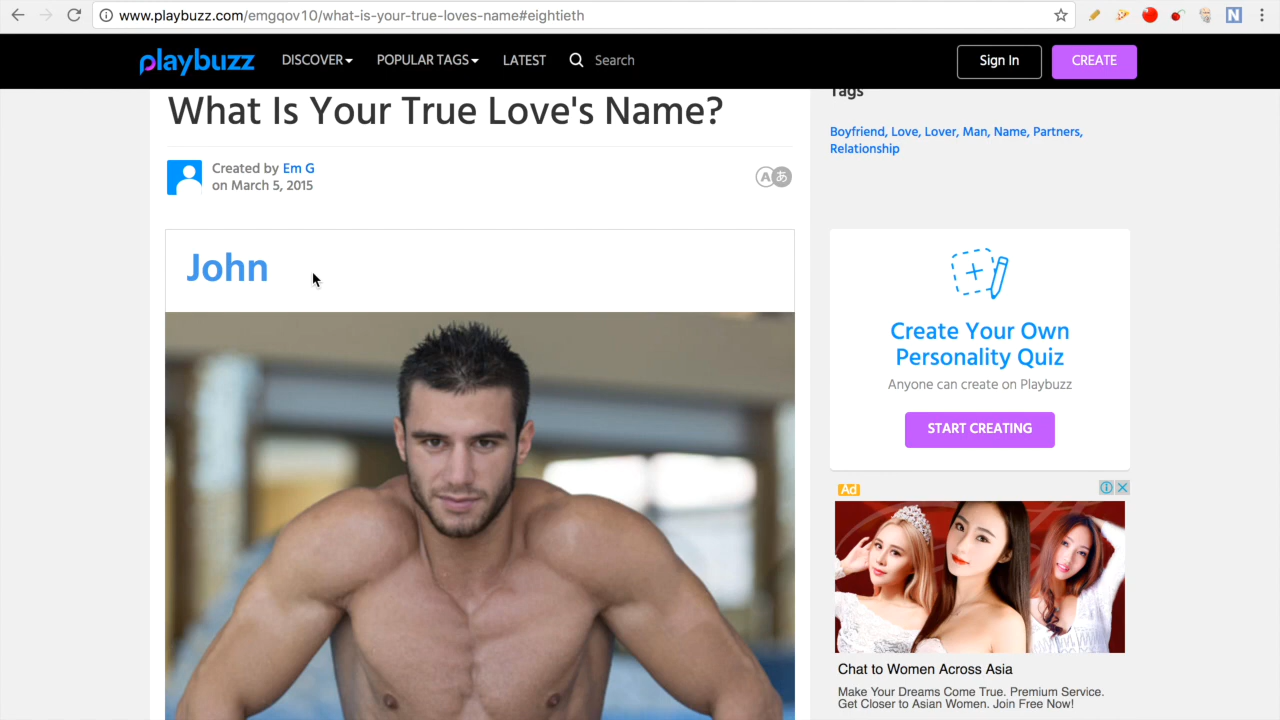 www.playbuzz.com/emgqov10/what-is-your-true-loves-name#eightieth
N
playbuzz
DISCOVER
POPULAR TAGS
LATEST
Search
Sign In
CREATE
What Is Your True Love's Name?
Created by Em G
on March 5, 2015
A あ
John
Tags
Boyfriend, Love, Lover, Man, Name, Partners,
Relationship
Create Your Own
Personality Quiz
Anyone can create on Playbuzz
START CREATING
Ad
Chat to Women Across Asia
Make Your Dreams Come True. Premium Service.
Get Closer to Asian Women. Join Free Now!